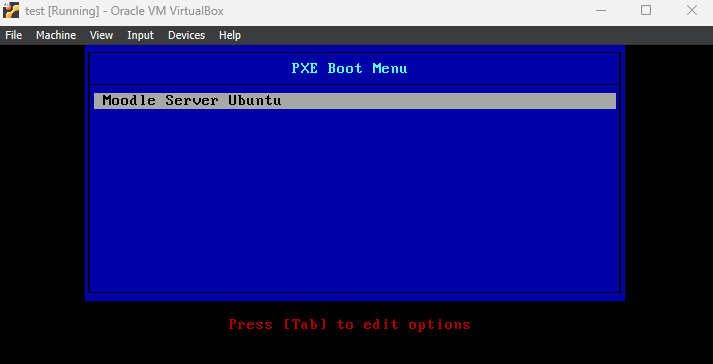 test [Running] - Oracle VM VirtualBox
File Machine View Input Devices Help
PXE Boot Menu
Moodle Server Ubuntu
Press [Tab] to edit options